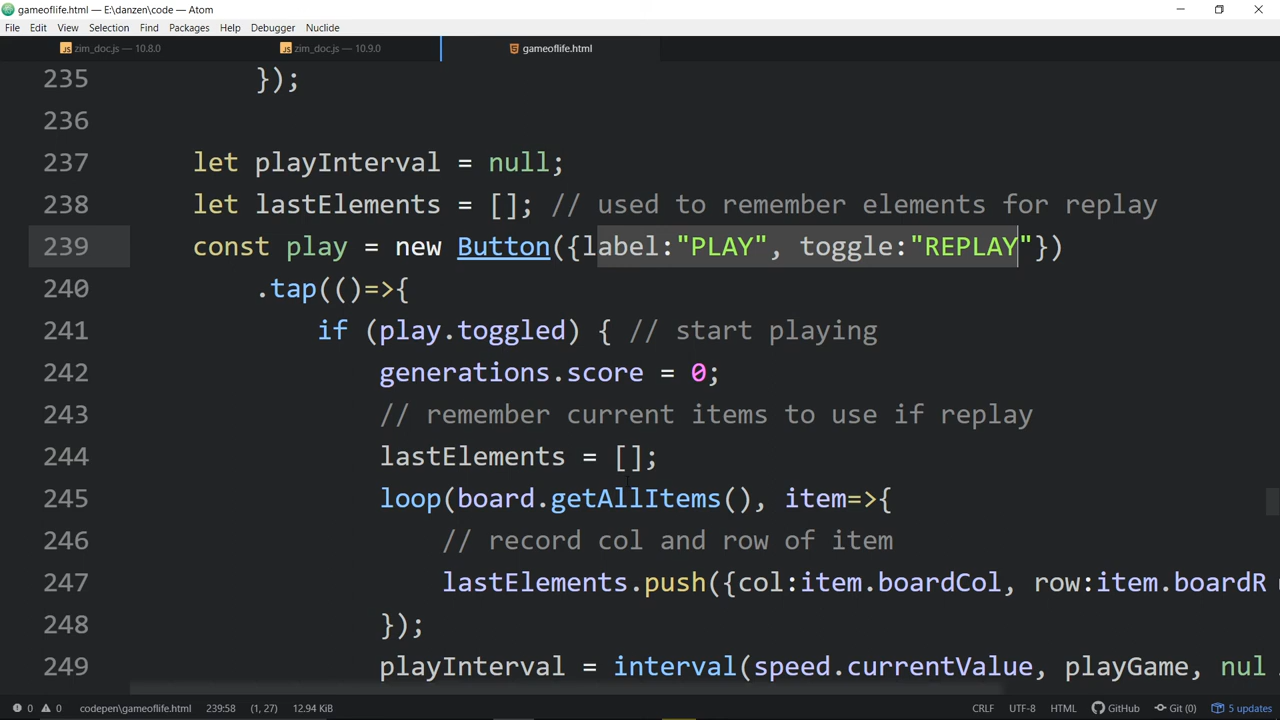 gameoflife.html — E:\danzen\code — Atom
File Edit View Selection Find Packages Help Debugger Nuclide
zim_doc.js — 10.8.0 zim_doc.js — 10.9.0 gameoflife.html
235 });
236
237 let playInterval = null;
238 let lastElements = []; // used to remember elements for replay
239 const play = new Button({label:"PLAY", toggle:"REPLAY"})
240 .tap(()=>{
241 if (play.toggled) { // start playing
242 generations.score = 0;
243 // remember current items to use if replay
244 lastElements = [];
245 loop(board.getAllItems(), item=>{
246 // record col and row of item
247 lastElements.push({col:item.boardCol, row:item.boardR
248 });
249 playInterval = interval(speed.currentValue, playGame, nul
0 0 codepen\gameoflife.html 239:58 (1, 27) 12.94 KiB CRLF UTF-8 HTML GitHub Git (0) 5 updates